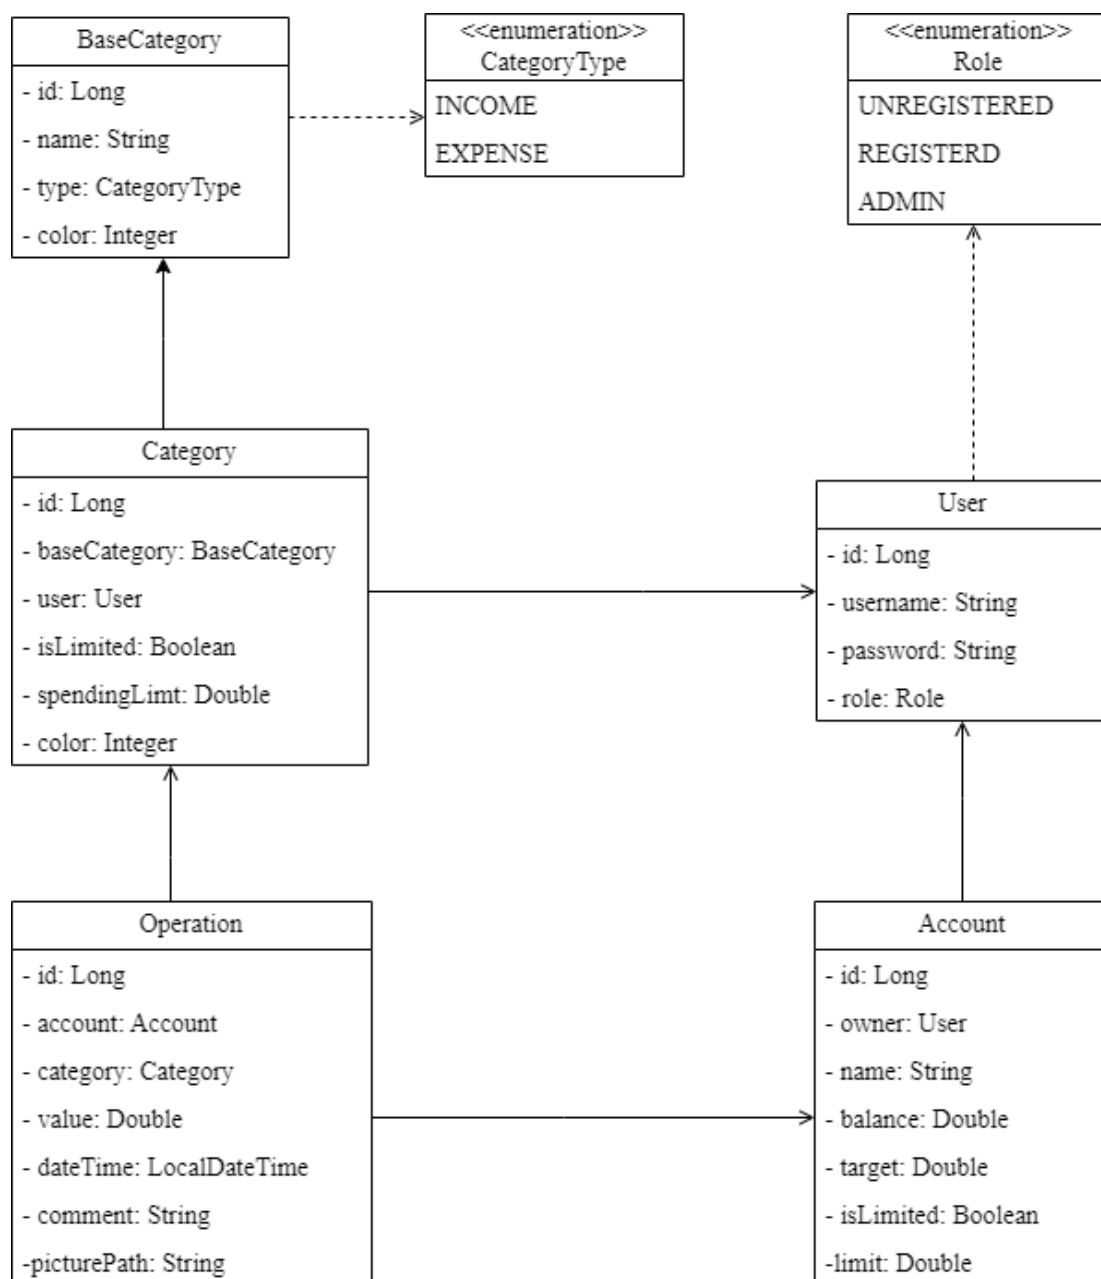 BaseCategory
- id: Long
- name: String
- type: CategoryType
- color: Integer
<<enumeration>>
CategoryType
INCOME
EXPENSE
<<enumeration>>
Role
UNREGISTERED
REGISTERD
ADMIN
Category
- id: Long
- baseCategory: BaseCategory
- user: User
- isLimited: Boolean
- spendingLimt: Double
- color: Integer
User
- id: Long
- username: String
- password: String
- role: Role
Operation
- id: Long
- account: Account
- category: Category
- value: Double
- dateTime: LocalDateTime
- comment: String
-picturePath: String
Account
- id: Long
- owner: User
- name: String
- balance: Double
- target: Double
- isLimited: Boolean
-limit: Double